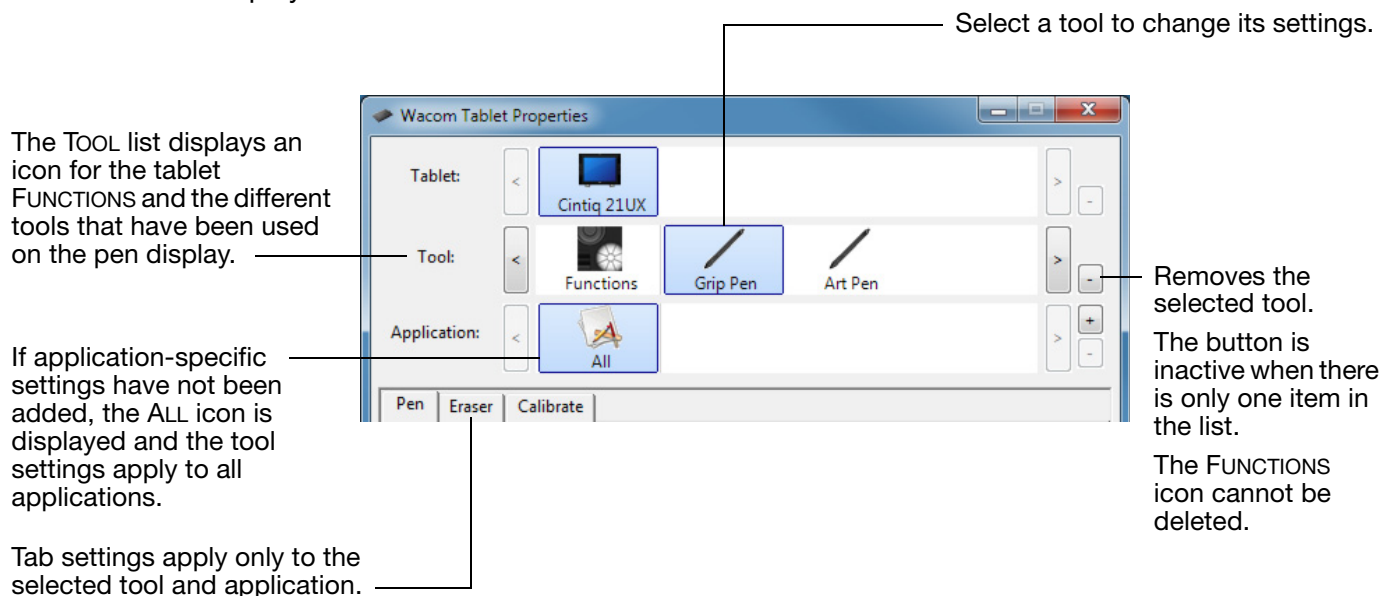 Select a tool to change its settings.
The TOOL list displays an
icon for the tablet
FUNCTIONS and the different
tools that have been used
on the pen display.
If application-specific
settings have not been
added, the ALL icon is
displayed and the tool
settings apply to all
applications.
Tab settings apply only to the
selected tool and application.
Wacom Tablet Properties
Tablet:
<
Cintiq 21UX
>
-
Tool:
<
Functions
Grip Pen
Art Pen
>
-
Application:
<
All
>
+
-
Pen
Eraser
Calibrate
Removes the
selected tool.
The button is
inactive when there
is only one item in
the list.
The FUNCTIONS
icon cannot be
deleted.